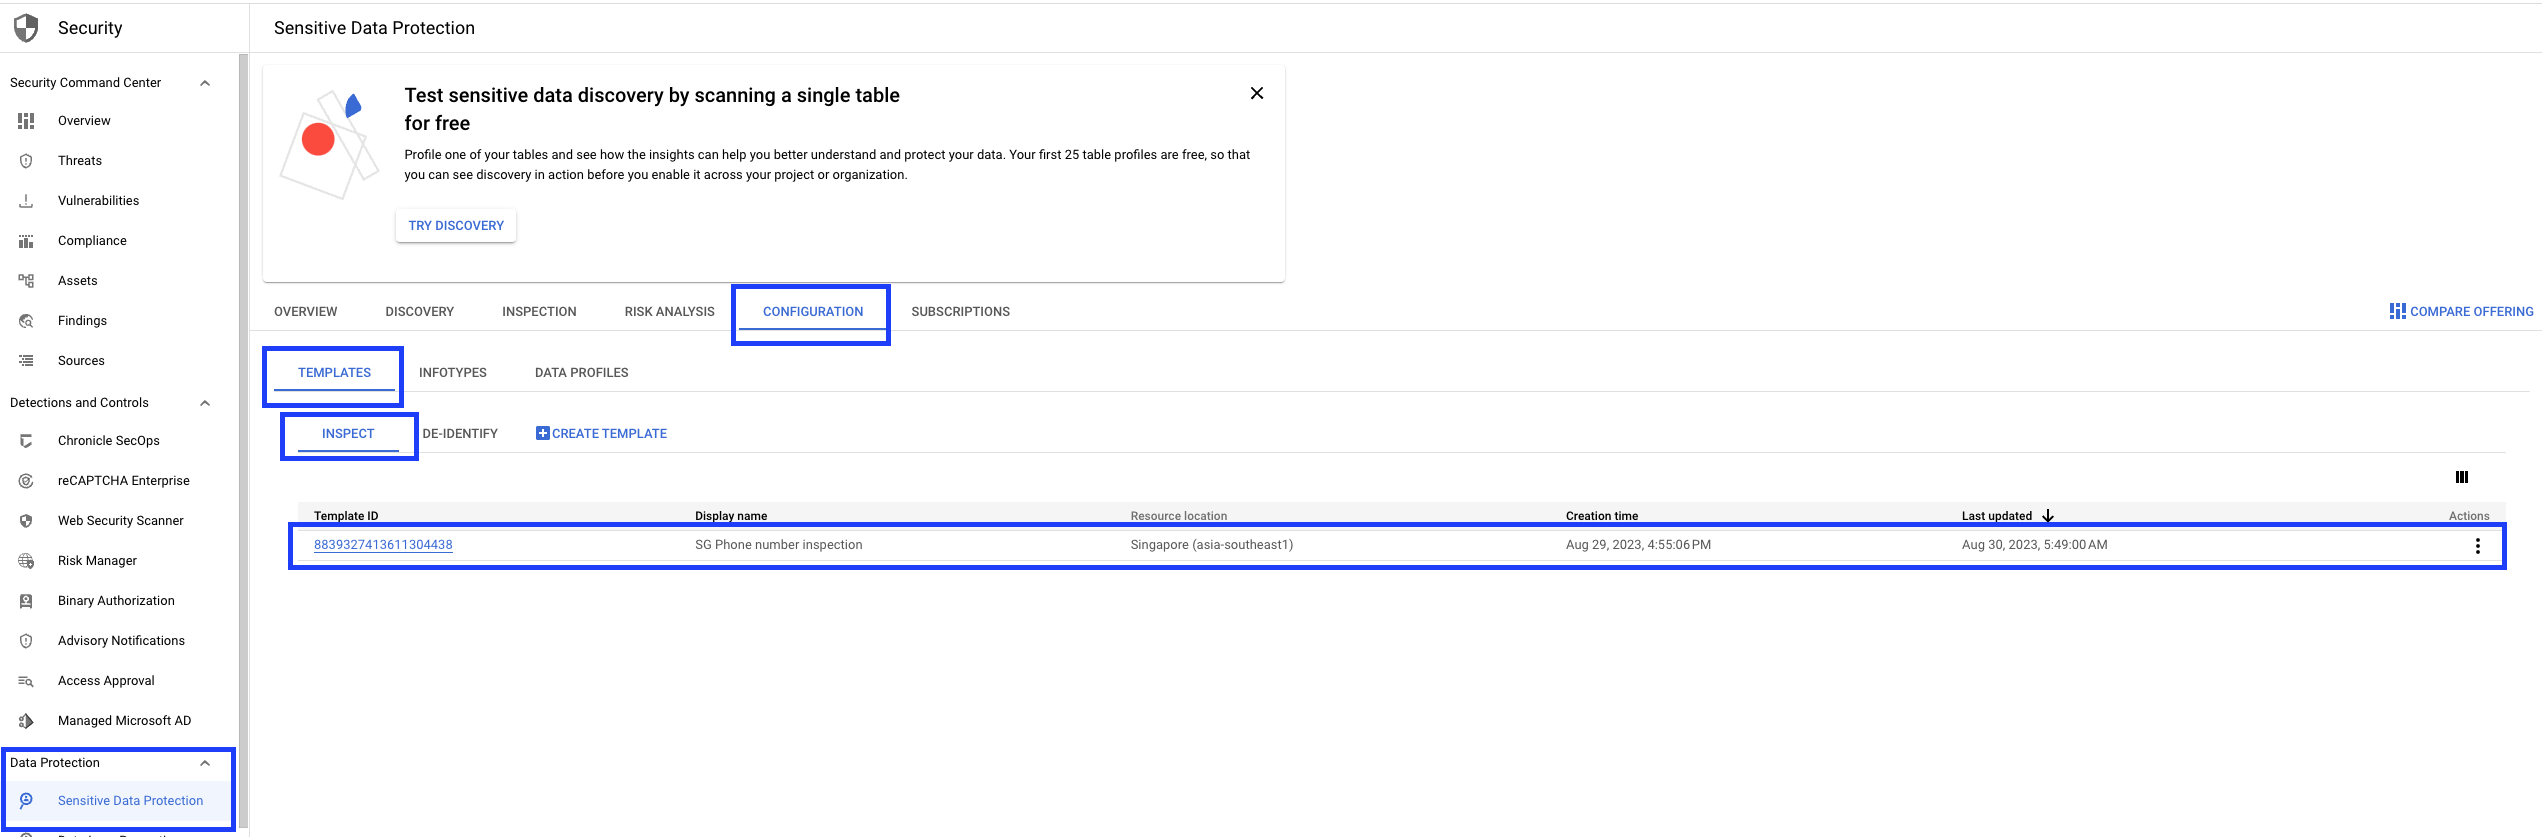 Security
Sensitive Data Protection
Security Command Center
Overview
Threats
Vulnerabilities
Compliance
Assets
Findings
Sources
Detections and Controls
Chronicle SecOps
reCAPTCHA Enterprise
Web Security Scanner
Risk Manager
Binary Authorization
Advisory Notifications
Access Approval
Managed Microsoft AD
Data Protection
Sensitive Data Protection
Test sensitive data discovery by scanning a single table
for free
Profile one of your tables and see how the insights can help you better understand and protect your data. Your first 25 table profiles are free, so that
you can see discovery in action before you enable it across your project or organization.
TRY DISCOVERY
OVERVIEW DISCOVERY INSPECTION RISK ANALYSIS CONFIGURATION SUBSCRIPTIONS COMPARE OFFERING
TEMPLATES INFOTYPES DATA PROFILES
INSPECT DE-IDENTIFY CREATE TEMPLATE
Template ID Display name Resource location Creation time Last updated Actions
8839327413611304438 SG Phone number inspection Singapore (asia-southeast1) Aug 29, 2023, 4:55:06 PM Aug 30, 2023, 5:49:00 AM